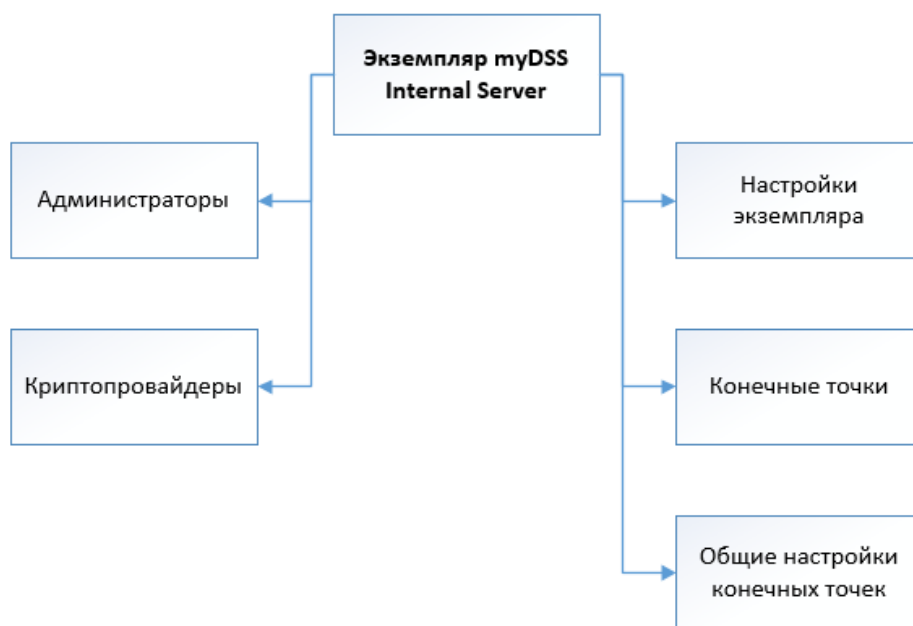 Экземпляр myDSS
Internal Server
Администраторы
Настройки
экземпляра
Криптопровайдеры
Конечные точки
Общие настройки
конечных точек